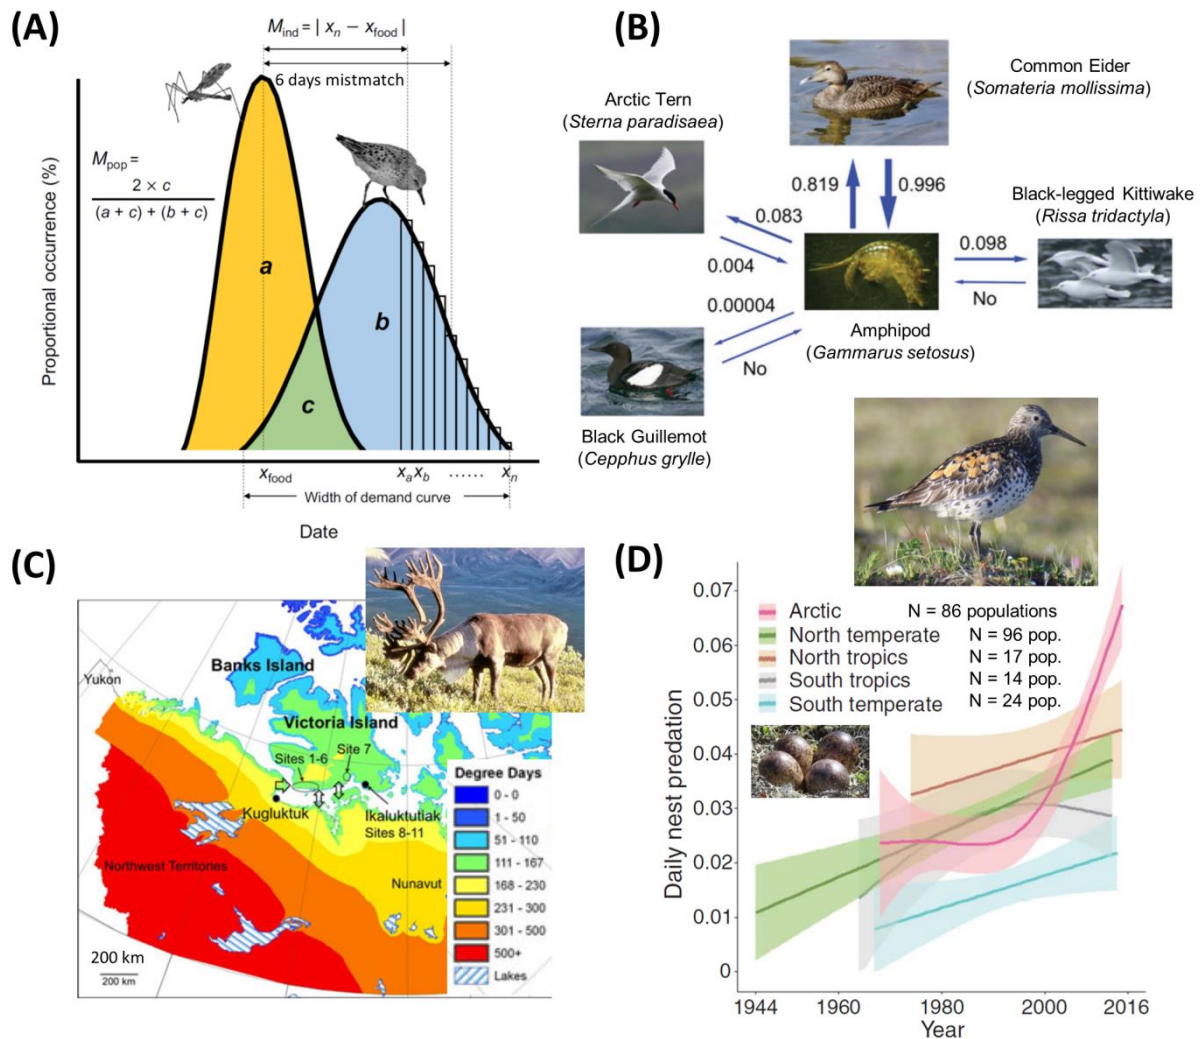 (A)
M_ind = | x_n − x_food |
6 days mismatch
M_pop =
2 × c
(a + c) + (b + c)
Proportional occurrence (%)
a
b
c
x_food
x_a x_b ...... x_n
Width of demand curve
Date
(B)
Common Eider
(Somateria mollissima)
Arctic Tern
(Sterna paradisaea)
0.819
0.996
Black-legged Kittiwake
(Rissa tridactyla)
0.083
0.098
0.004
No
0.00004
Amphipod
(Gammarus setosus)
No
Black Guillemot
(Cepphus grylle)
(C)
Banks Island
Yukon
Victoria Island
Site 7
Sites 1-6
Kugluktuk
Ikaluktutiak
Sites 8-11
Northwest Territories
Nunavut
200 km
200 km
Degree Days
0 - 0
1 - 50
51 - 110
111 - 167
168 - 230
231 - 300
301 - 500
500+
Lakes
(D)
Daily nest predation
0.07
0.06
0.05
0.04
0.03
0.02
0.01
0
Arctic N = 86 populations
North temperate N = 96 pop.
North tropics N = 17 pop.
South tropics N = 14 pop.
South temperate N = 24 pop.
1944 1960 1980 2000 2016
Year